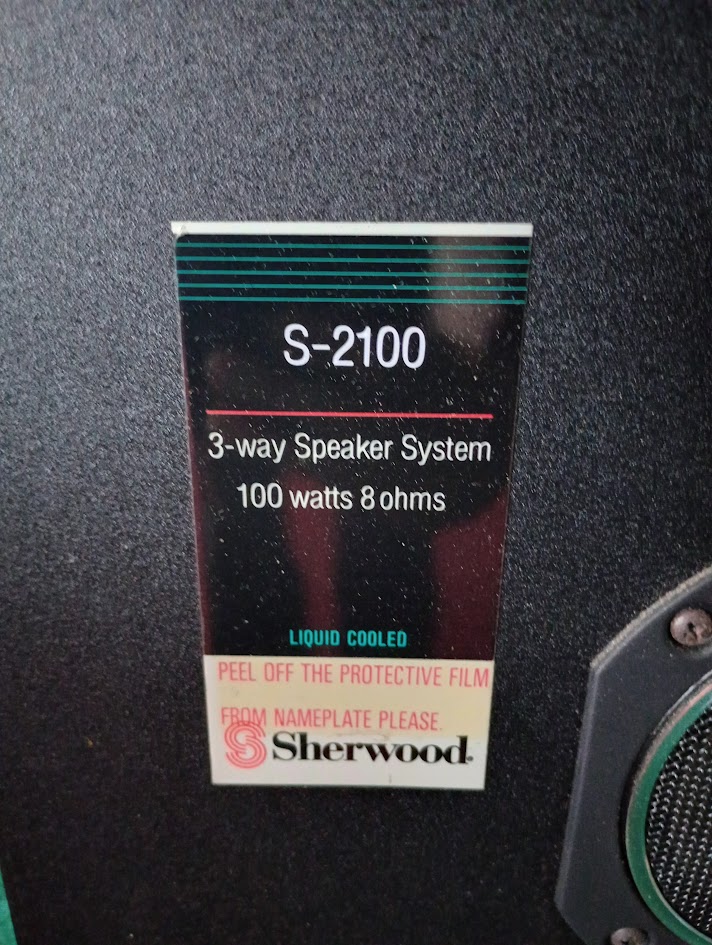 S-2100
3-way Speaker System
100 watts 8 ohms
LIQUID COOLED
PEEL OFF THE PROTECTIVE FILM
FROM NAMEPLATE PLEASE.
Sherwood